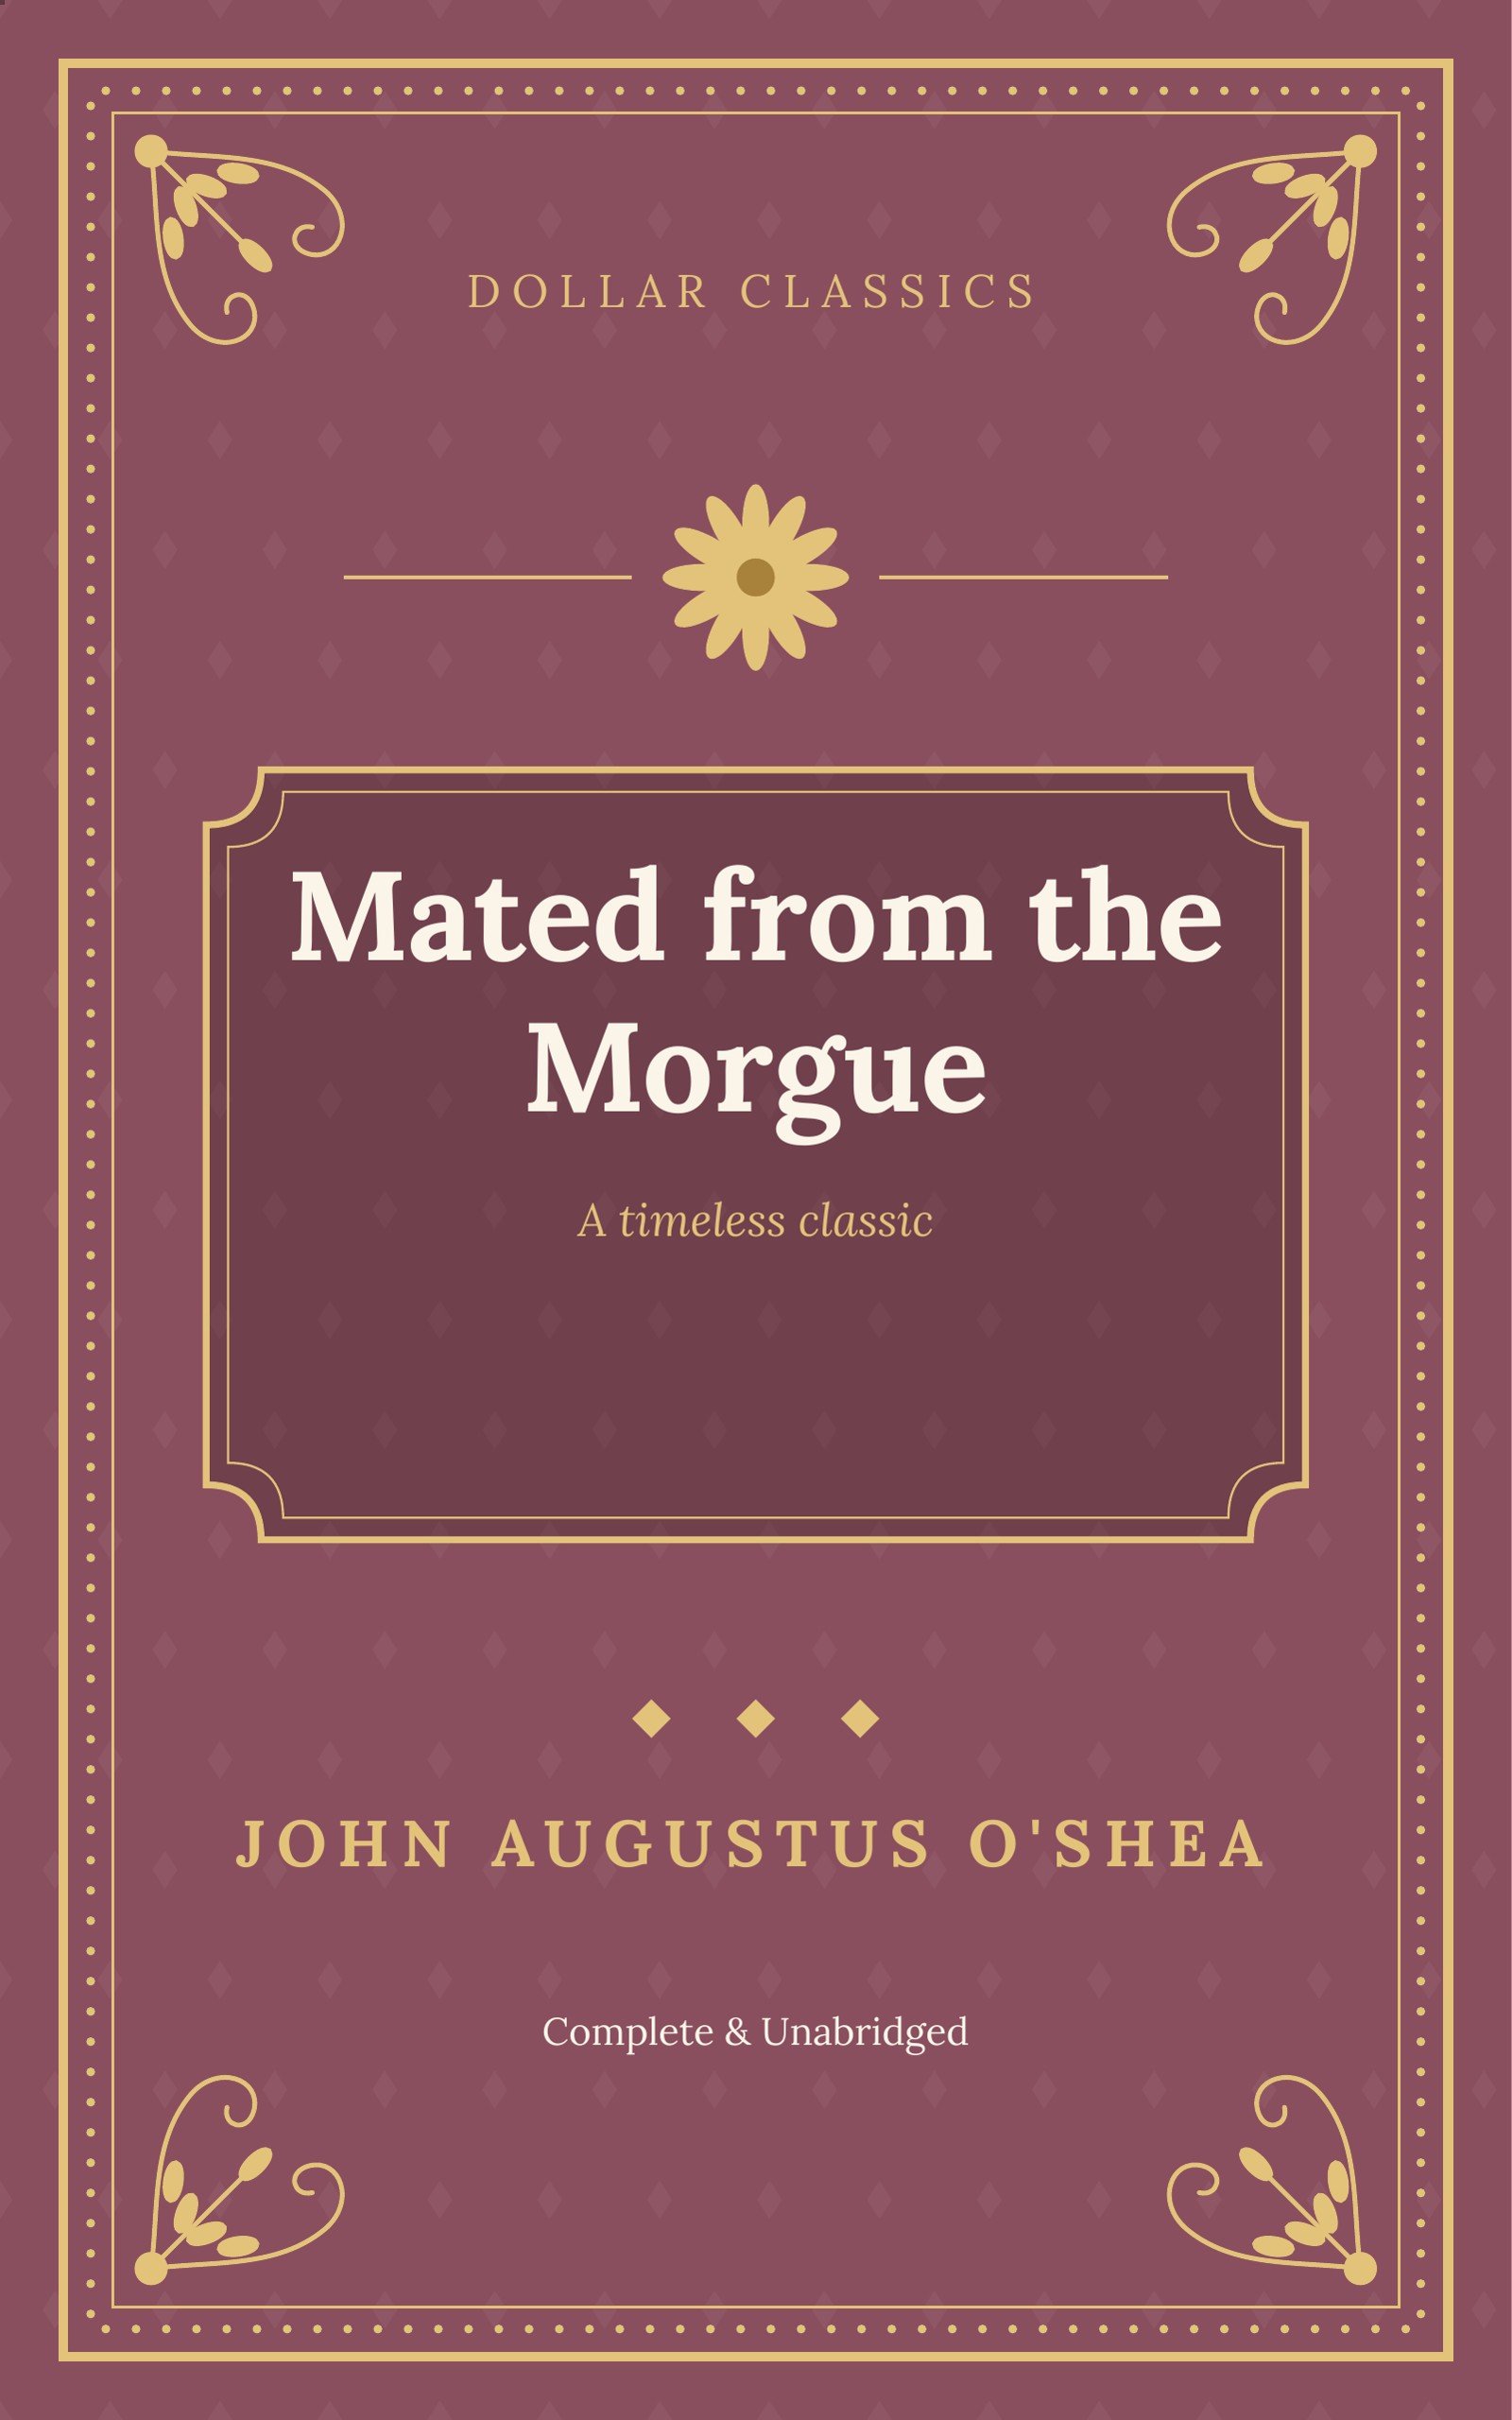 DOLLAR CLASSICS
Mated from the
Morgue
A timeless classic
JOHN AUGUSTUS O'SHEA
Complete & Unabridged